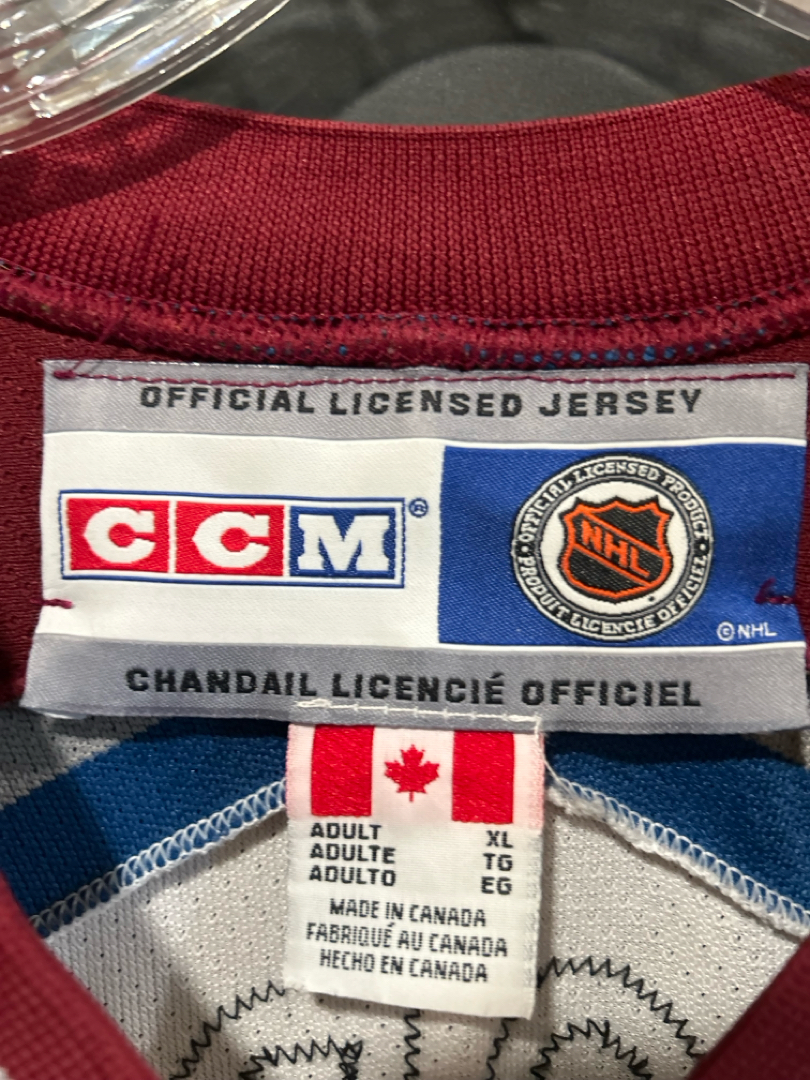 OFFICIAL LICENSED JERSEY
CCM®
OFFICIAL LICENSED PRODUCT
NHL
PRODUIT LICENCIE OFFICIEL
©NHL
CHANDAIL LICENCIÉ OFFICIEL
ADULT XL
ADULTE TG
ADULTO EG
MADE IN CANADA
FABRIQUÉ AU CANADA
HECHO EN CANADA